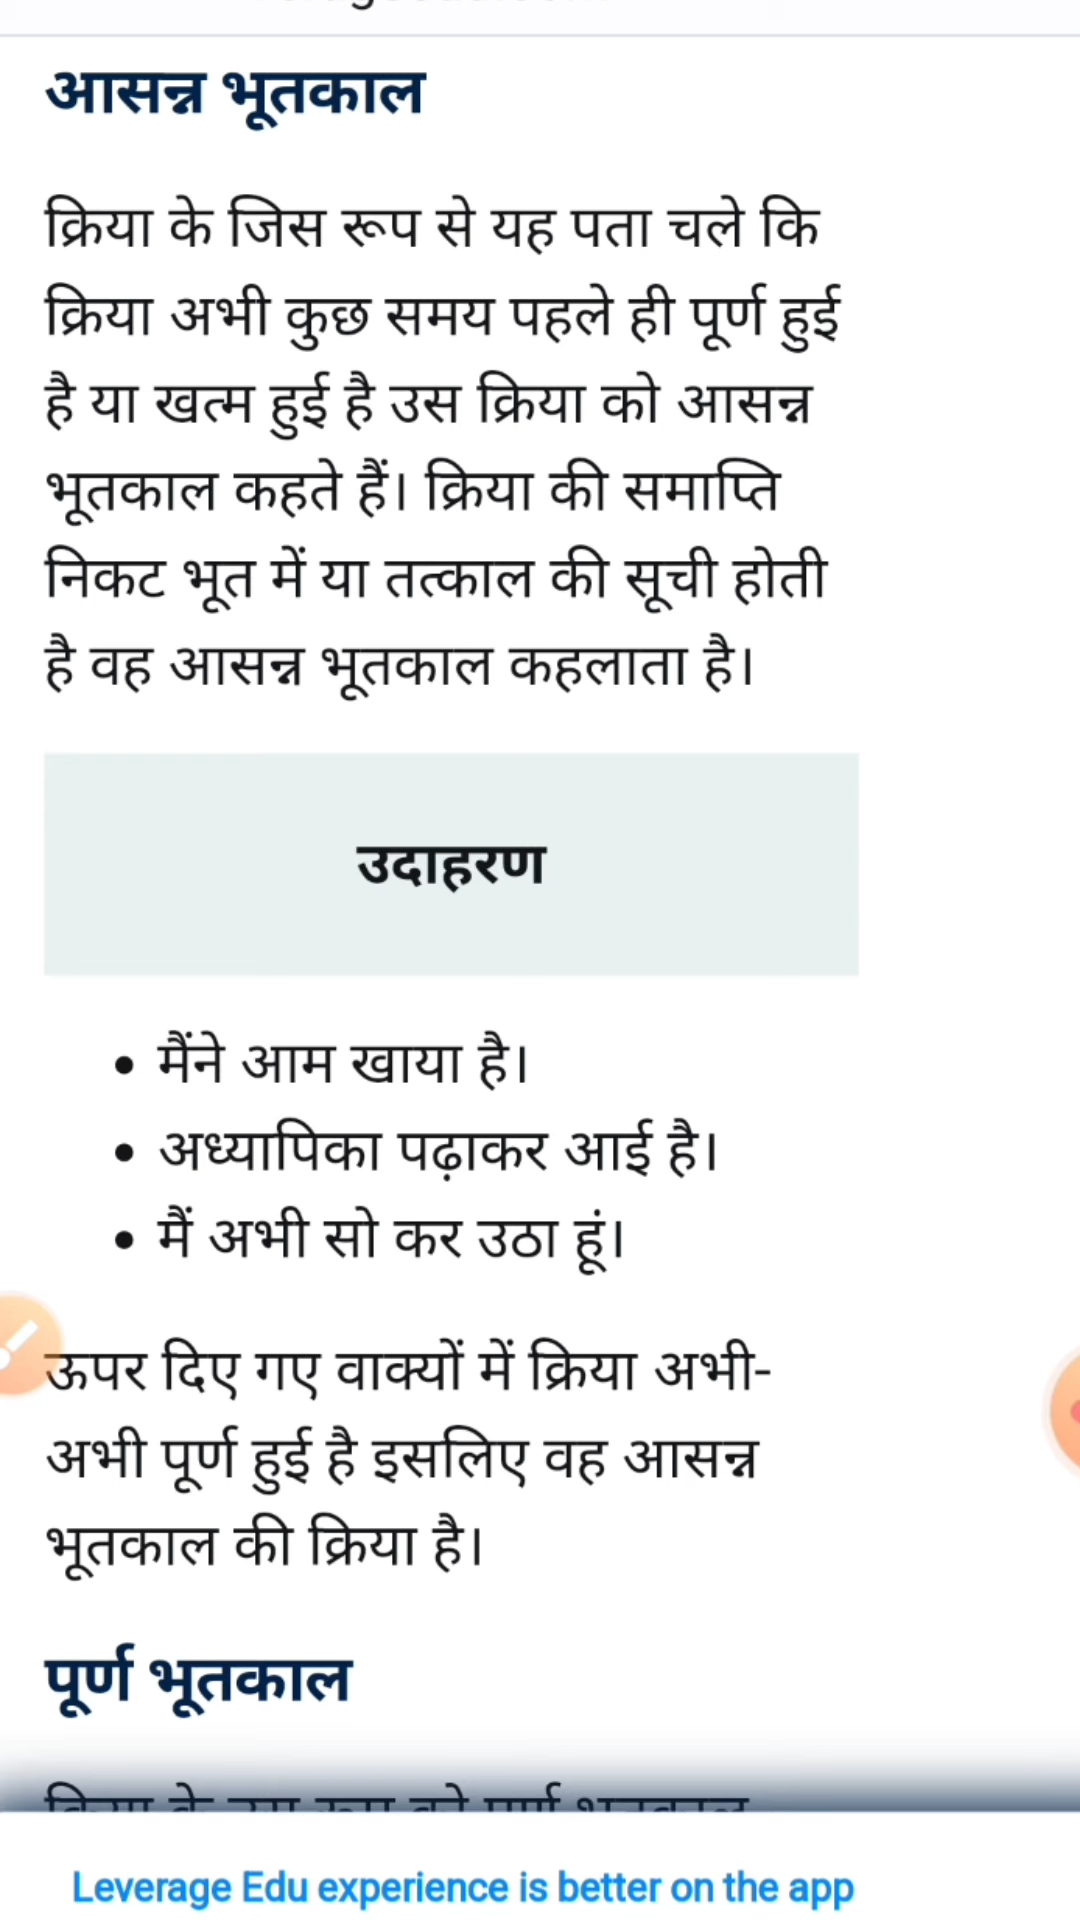 आसन्न भूतकाल
क्रिया के जिस रूप से यह पता चले कि
क्रिया अभी कुछ समय पहले ही पूर्ण हुई
है या खत्म हुई है उस क्रिया को आसन्न
भूतकाल कहते हैं। क्रिया की समाप्ति
निकट भूत में या तत्काल की सूची होती
है वह आसन्न भूतकाल कहलाता है।
उदाहरण
• मैंने आम खाया है।
• अध्यापिका पढ़ाकर आई है।
• मैं अभी सो कर उठा हूं।
ऊपर दिए गए वाक्यों में क्रिया अभी-
अभी पूर्ण हुई है इसलिए वह आसन्न
भूतकाल की क्रिया है।
पूर्ण भूतकाल
Leverage Edu experience is better on the app